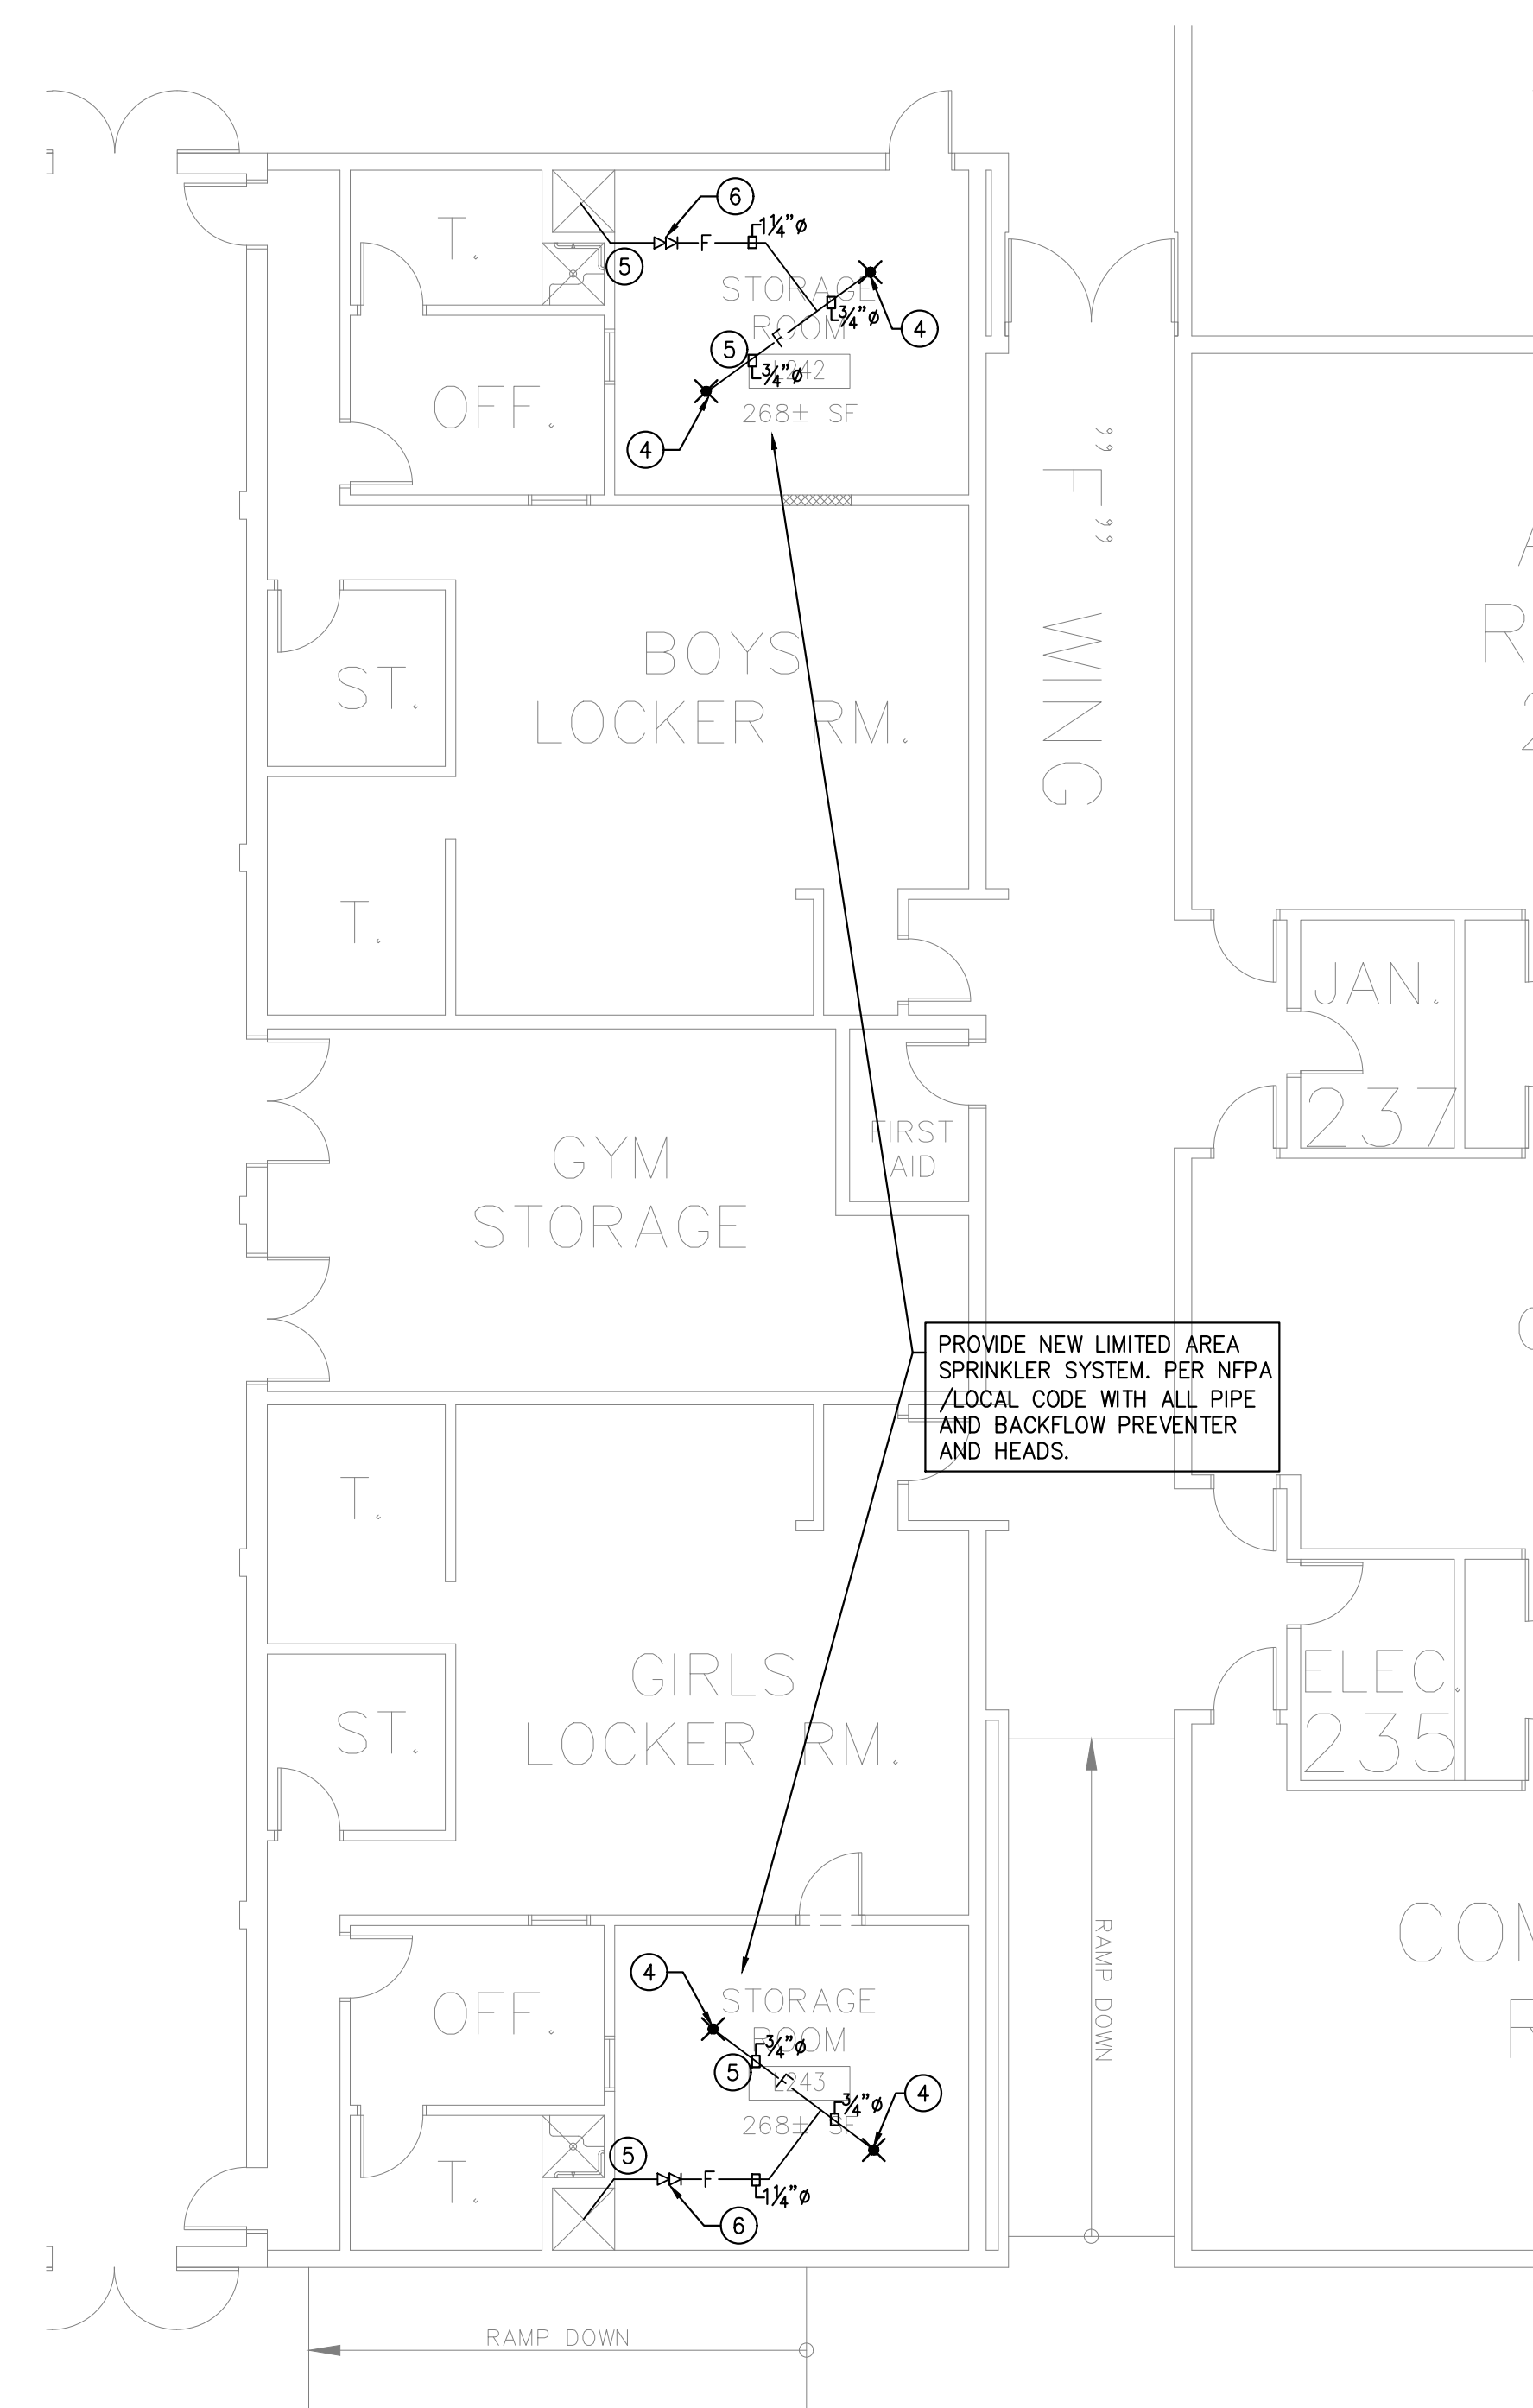 6
1¼"ø
T.
5
STORAGE
ROOM
¾"ø
4
F
F
5
L242
¾"ø
268± SF
OFF.
4
"F" WING
BOYS
LOCKER RM.
ST.
T.
JAN.
237
FIRST
AID
GYM
STORAGE
PROVIDE NEW LIMITED AREA
SPRINKLER SYSTEM. PER NFPA
/LOCAL CODE WITH ALL PIPE
AND BACKFLOW PREVENTER
AND HEADS.
T.
GIRLS
LOCKER RM.
ST.
ELEC.
235
RAMP DOWN
4
STORAGE
ROOM
¾"ø
OFF.
5
F
L243
4
¾"ø
268± SF
5
T.
F
1¼"ø
6
RAMP DOWN